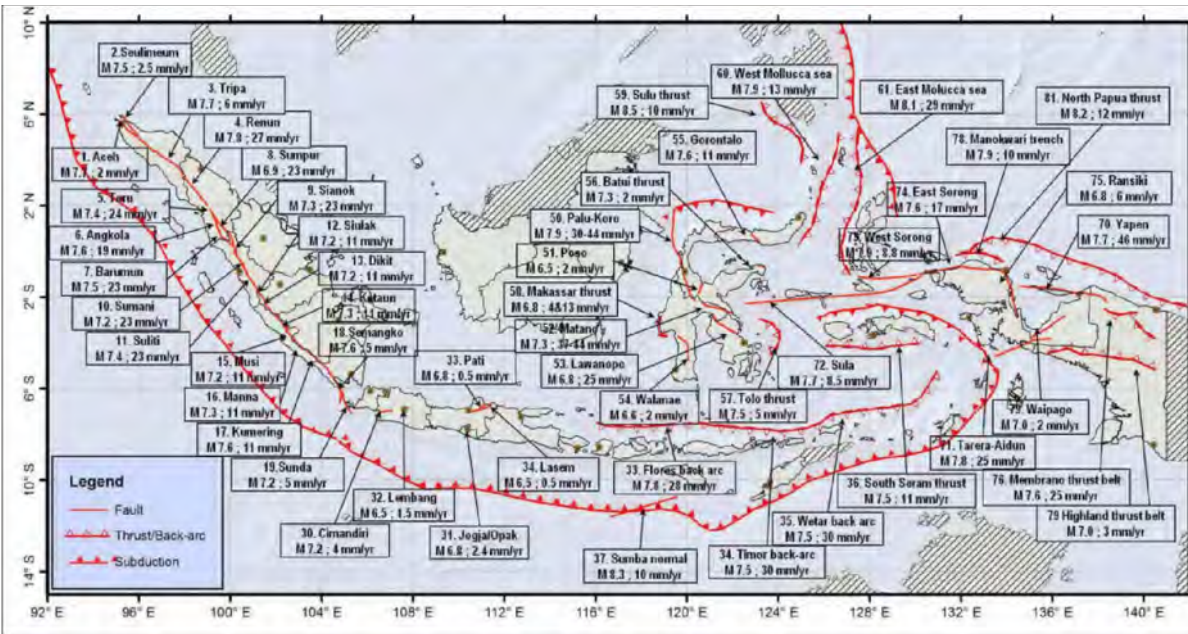 10° N
6° N
2° N
2° S
6° S
10° S
14° S
2.Seulimeum
M 7.5 ; 2.5 mm/yr
3. Tripa
M 7.7 ; 6 mm/yr
4. Renun
M 7.8 ; 27 mm/yr
8. Sumpur
M 6.9 ; 23 mm/yr
1. Aceh
M 7.7 ; 2 mm/yr
9. Sianok
M 7.3 ; 23 mm/yr
5. Toru
M 7.4 ; 24 mm/yr
12. Siulak
M 7.2 ; 11 mm/yr
6. Angkola
M 7.6 ; 19 mm/yr
13. Dikit
M 7.2 ; 11 mm/yr
7. Barumun
M 7.5 ; 23 mm/yr
14. Kataun
M 7.3 ; 11 mm/yr
10. Sumani
M 7.2 ; 23 mm/yr
18. Semangko
M 7.6 ; 5 mm/yr
11. Suliti
M 7.4 ; 23 mm/yr
15. Musi
M 7.2 ; 11 mm/yr
16. Manna
M 7.3 ; 11 mm/yr
17. Kumering
M 7.6 ; 11 mm/yr
19. Sunda
M 7.2 ; 5 mm/yr
33. Pati
M 6.8 ; 0.5 mm/yr
34. Lasem
M 6.5 ; 0.5 mm/yr
32. Lembang
M 6.5 ; 1.5 mm/yr
30. Cimandiri
M 7.2 ; 4 mm/yr
31. Jogja/Opak
M 6.8 ; 2.4 mm/yr
60. West Mollucca sea
M 7.9 ; 13 mm/yr
59. Sulu thrust
M 8.5 ; 10 mm/yr
61. East Molucca sea
M 8.1 ; 29 mm/yr
81. North Papua thrust
M 8.2 ; 12 mm/yr
55. Gorontalo
M 7.6 ; 11 mm/yr
78. Manokwari trench
M 7.9 ; 10 mm/yr
56. Batui thrust
M 7.3 ; 2 mm/yr
74. East Sorong
M 7.6 ; 17 mm/yr
75. Ransiki
M 6.8 ; 6 mm/yr
50. Palu-Koro
M 7.9 ; 30-44 mm/yr
West Sorong
8.8 mm/yr
70. Yapen
M 7.7 ; 46 mm/yr
51. Poso
M 6.5 ; 2 mm/yr
58. Makassar thrust
M 6.8 ; 4&13 mm/yr
52. Matano
M 7.3 ; 37-44 mm/yr
53. Lawanopo
M 6.8 ; 25 mm/yr
72. Sula
M 7.7 ; 8.5 mm/yr
54. Walanae
M 6.6 ; 2 mm/yr
57. Tolo thrust
M 7.5 ; 5 mm/yr
79. Waipago
M 7.0 ; 2 mm/yr
71. Tarera-Aidun
M 7.8 ; 25 mm/yr
33. Flores back arc
M 7.8 ; 28 mm/yr
36. South Seram thrust
M 7.5 ; 11 mm/yr
76. Membrano thrust belt
M 7.6 ; 25 mm/yr
35. Wetar back arc
M 7.5 ; 30 mm/yr
79 Highland thrust belt
M 7.0 ; 3 mm/yr
34. Timor back-arc
M 7.5 ; 30 mm/yr
37. Sumba normal
M 8.3 ; 10 mm/yr
Legend
Fault
Thrust/Back-arc
Subduction
92° E 96° E 100° E 104° E 108° E 112° E 116° E 120° E 124° E 128° E 132° E 136° E 140° E